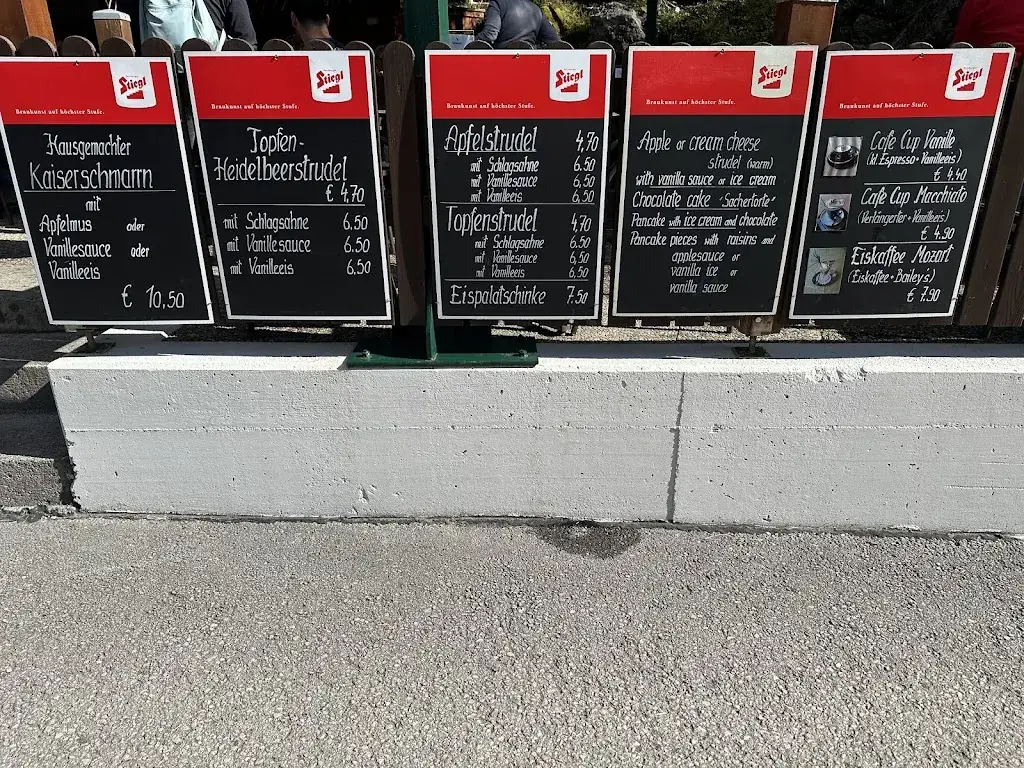 Stiegl
Braukunst auf höchster Stufe.
Hausgemachter
Kaiserschmarrn
mit
Apfelmus oder
Vanillesauce oder
Vanilleeis
€ 10,50
Stiegl
Braukunst auf höchster Stufe.
Topfen-
Heidelbeerstrudel
€ 4,70
mit Schlagsahne 6,50
mit Vanillesauce 6,50
mit Vanilleeis 6,50
Stiegl
Braukunst auf höchster Stufe.
Apfelstrudel 4,70
mit Schlagsahne 6.50
mit Vanillesauce 6.50
mit Vanilleeis 6,50
Topfenstrudel 4,70
mit Schlagsahne 6.50
mit Vanillesauce 6.50
mit Vanilleeis 6,50
Eispalatschinke 7.50
Stiegl
Braukunst auf höchster Stufe.
Apple or cream cheese
strudel (warm)
with vanilla sauce or ice cream
Chocolate cake "Sacherforte"
Pancake with ice cream and chocolate
Pancake pieces with raisins and
applesauce or
vanilla ice or
vanilla sauce
Stiegl
Braukunst auf höchster Stufe.
Cafe Cup Vanille
(kl. Espresso + Vanilleeis)
€ 4,40
Cafe Cup Macchiato
(Verlängerter + Vanilleeis)
€ 4.90
Eiskaffee Mozart
(Eiskaffee + Bailey's)
€ 7.90